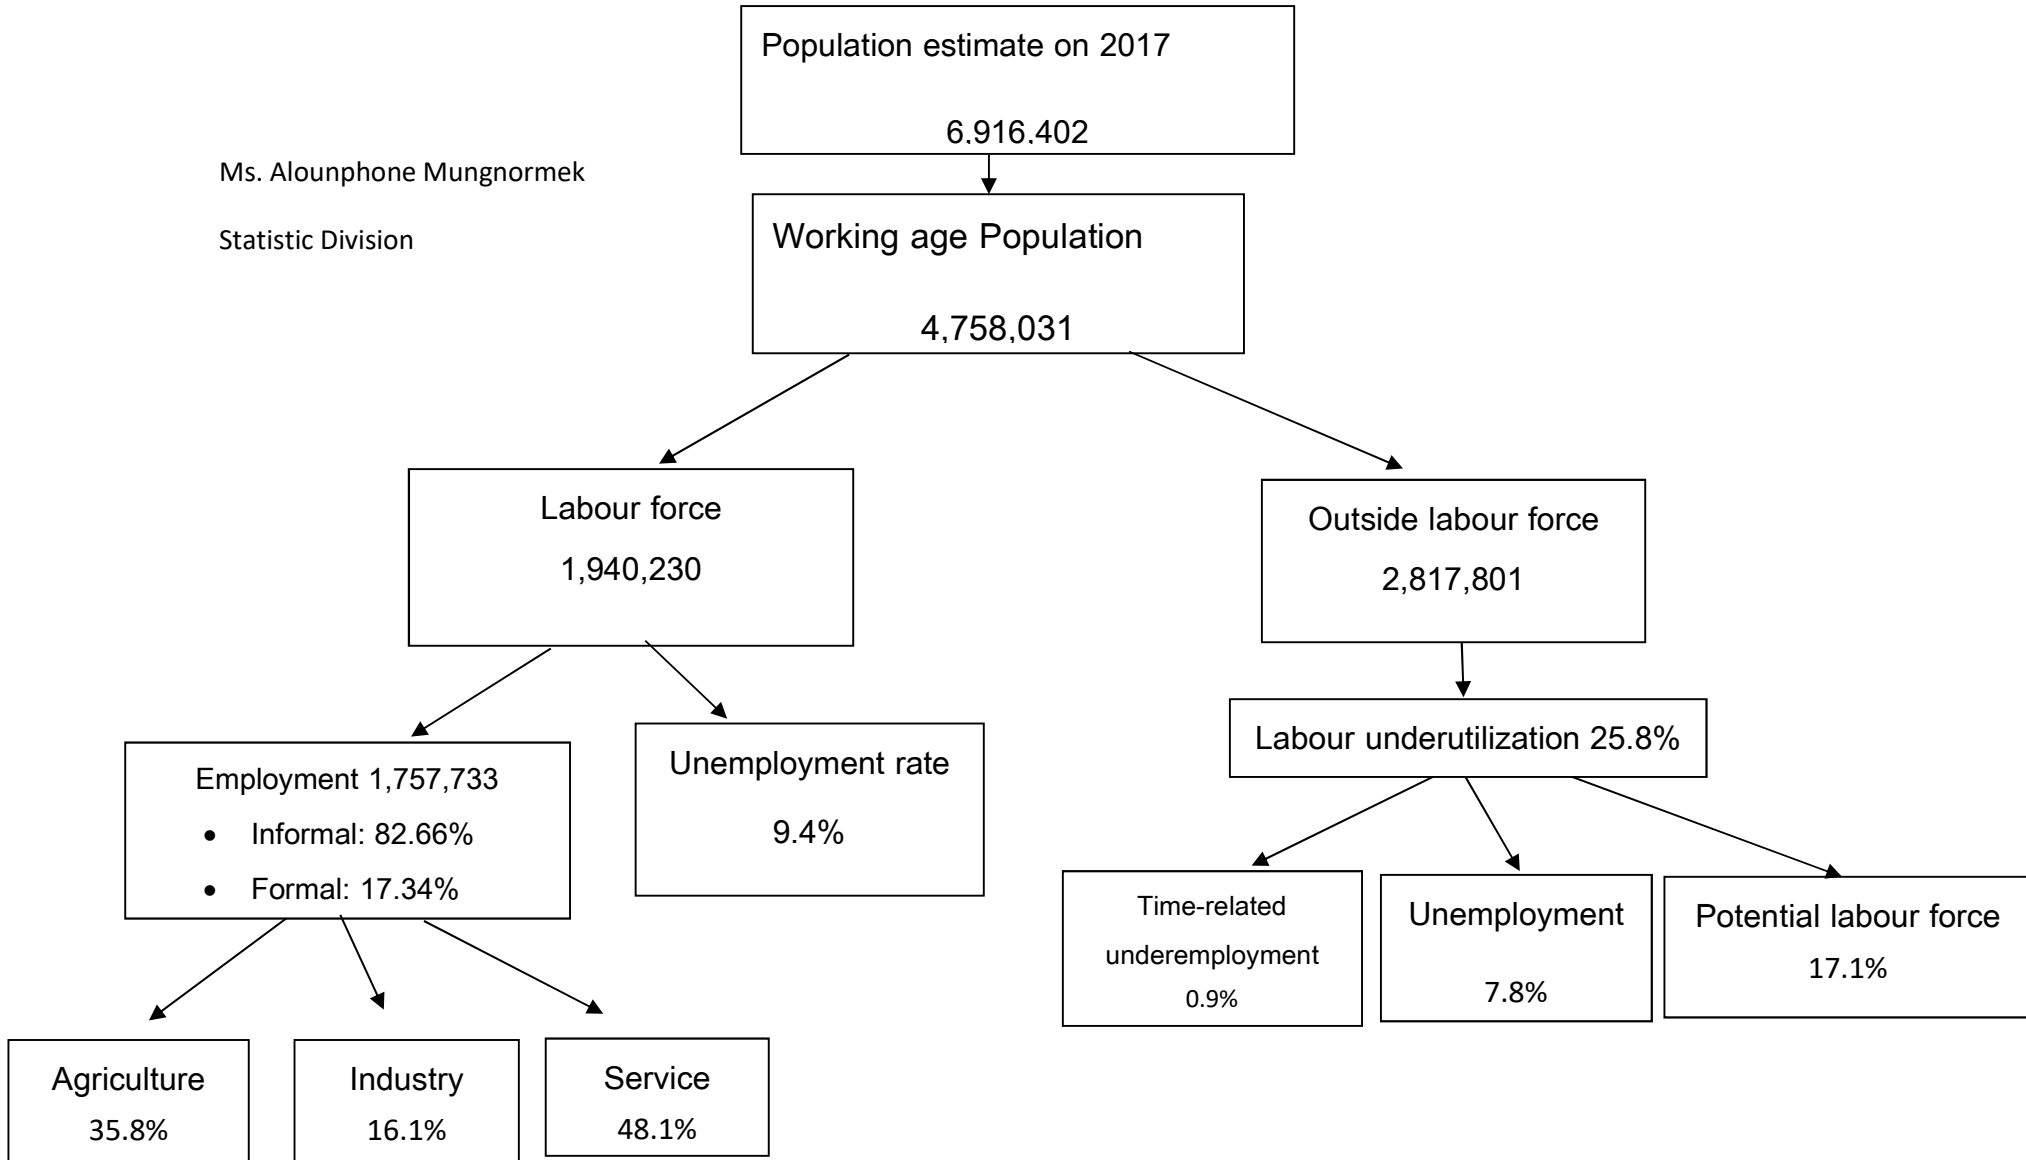 Population estimate on 2017
6,916,402
Ms. Alounphone Mungnormek
Statistic Division
Working age Population
4,758,031
Labour force
1,940,230
Outside labour force
2,817,801
Employment 1,757,733
• Informal: 82.66%
• Formal: 17.34%
Unemployment rate
9.4%
Labour underutilization 25.8%
Time-related
underemployment
0.9%
Unemployment
7.8%
Potential labour force
17.1%
Agriculture
35.8%
Industry
16.1%
Service
48.1%